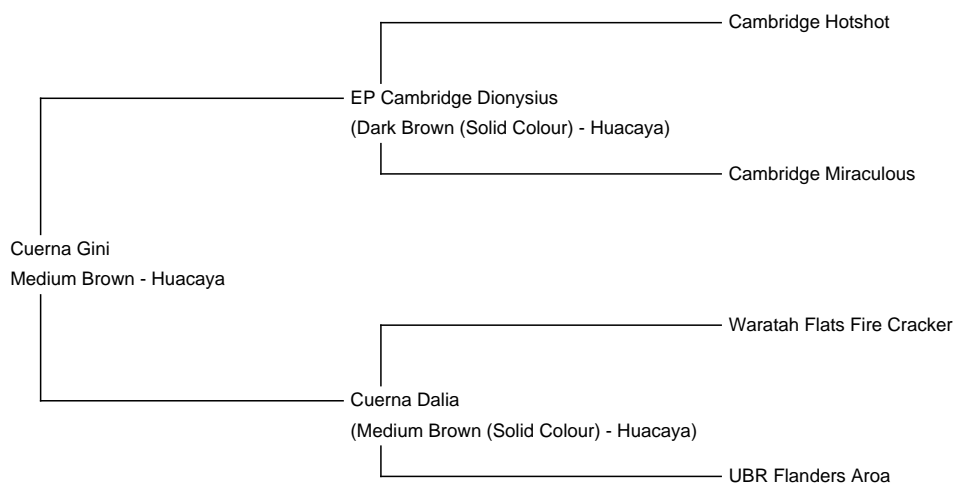 Cambridge Hotshot
EP Cambridge Dionysius
(Dark Brown (Solid Colour) - Huacaya)
Cambridge Miraculous
Cuerna Gini
Medium Brown - Huacaya
Waratah Flats Fire Cracker
Cuerna Dalia
(Medium Brown (Solid Colour) - Huacaya)
UBR Flanders Aroa